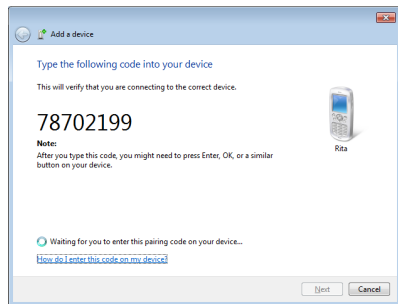 Add a device
Type the following code into your device
This will verify that you are connecting to the correct device.
78702199
Note:
After you type this code, you might need to press Enter, OK, or a similar
button on your device.
Rita
Waiting for you to enter this pairing code on your device...
How do I enter this code on my device?
Next
Cancel